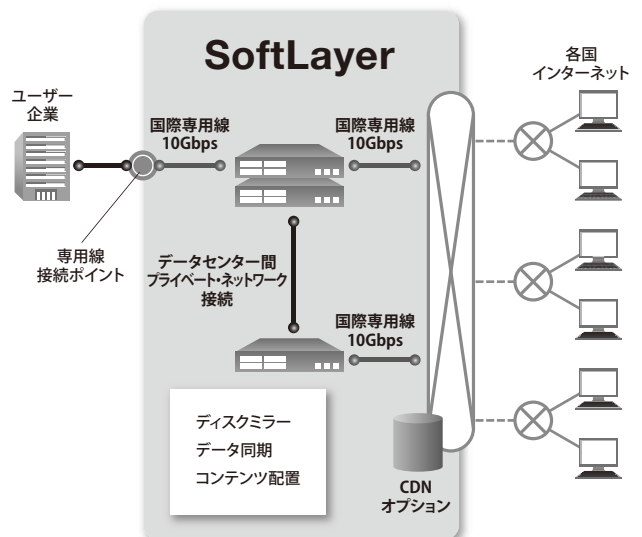 SoftLayer
ユーザー
企業
国際専用線
10Gbps
国際専用線
10Gbps
各国
インターネット
専用線
接続ポイント
データセンター間
プライベート・ネットワーク
接続
国際専用線
10Gbps
ディスクミラー
データ同期
コンテンツ配置
CDN
オプション